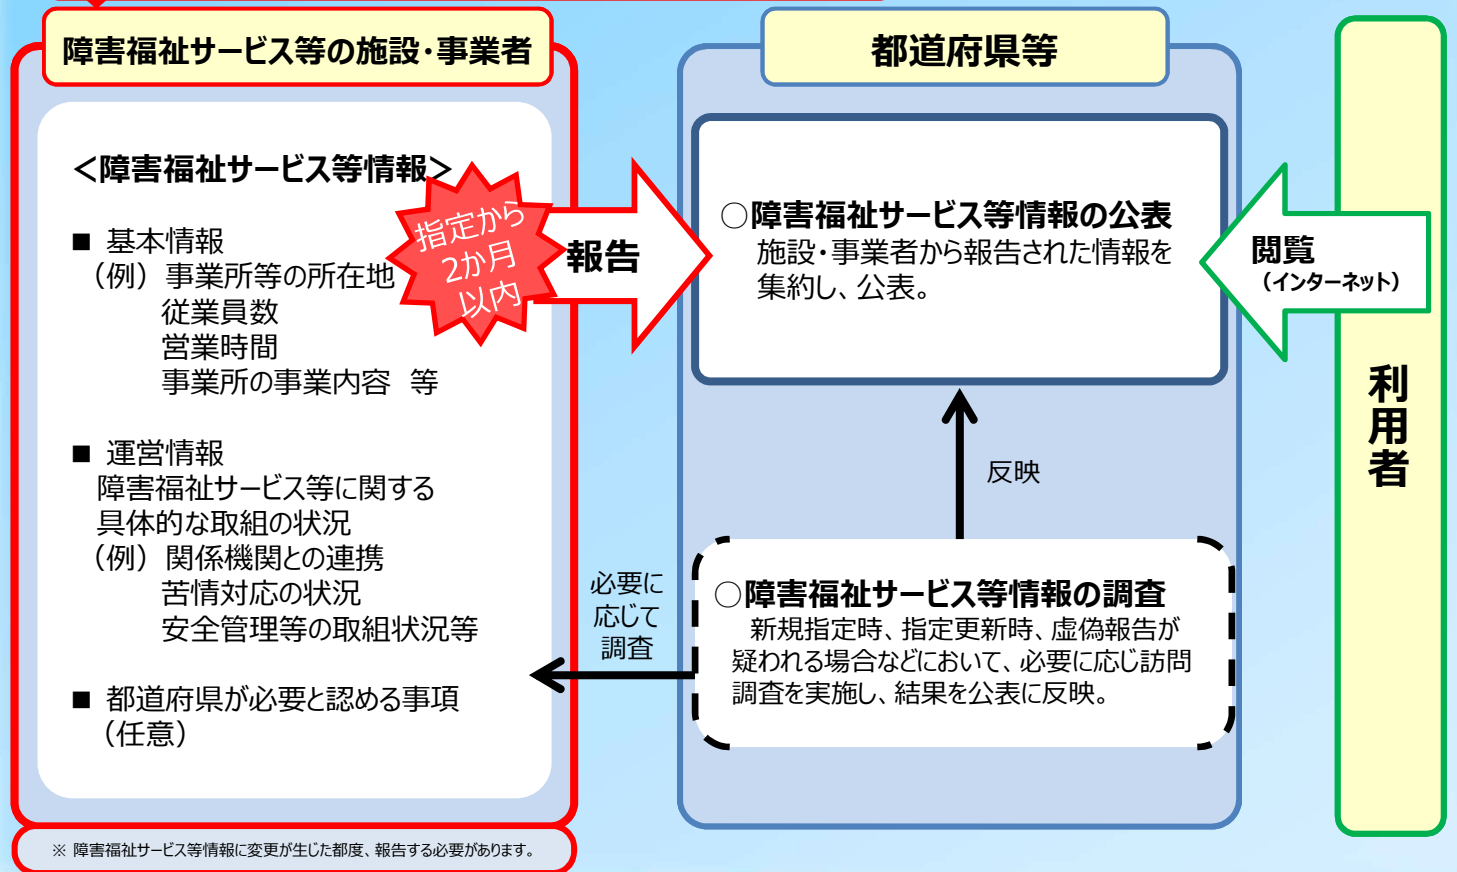 障害福祉サービス等の施設・事業者
＜障害福祉サービス等情報＞
■ 基本情報
（例）事業所等の所在地
従業員数
営業時間
事業所の事業内容 等
■ 運営情報
障害福祉サービス等に関する
具体的な取組の状況
（例）関係機関との連携
苦情対応の状況
安全管理等の取組状況等
■ 都道府県が必要と認める事項
（任意）
※ 障害福祉サービス等情報に変更が生じた都度、報告する必要があります。
指定から
2か月
以内
報告
必要に
応じて
調査
都道府県等
○障害福祉サービス等情報の公表
施設・事業者から報告された情報を
集約し、公表。
反映
○障害福祉サービス等情報の調査
新規指定時、指定更新時、虚偽報告が
疑われる場合などにおいて、必要に応じ訪問
調査を実施し、結果を公表に反映。
閲覧
（インターネット）
利用者